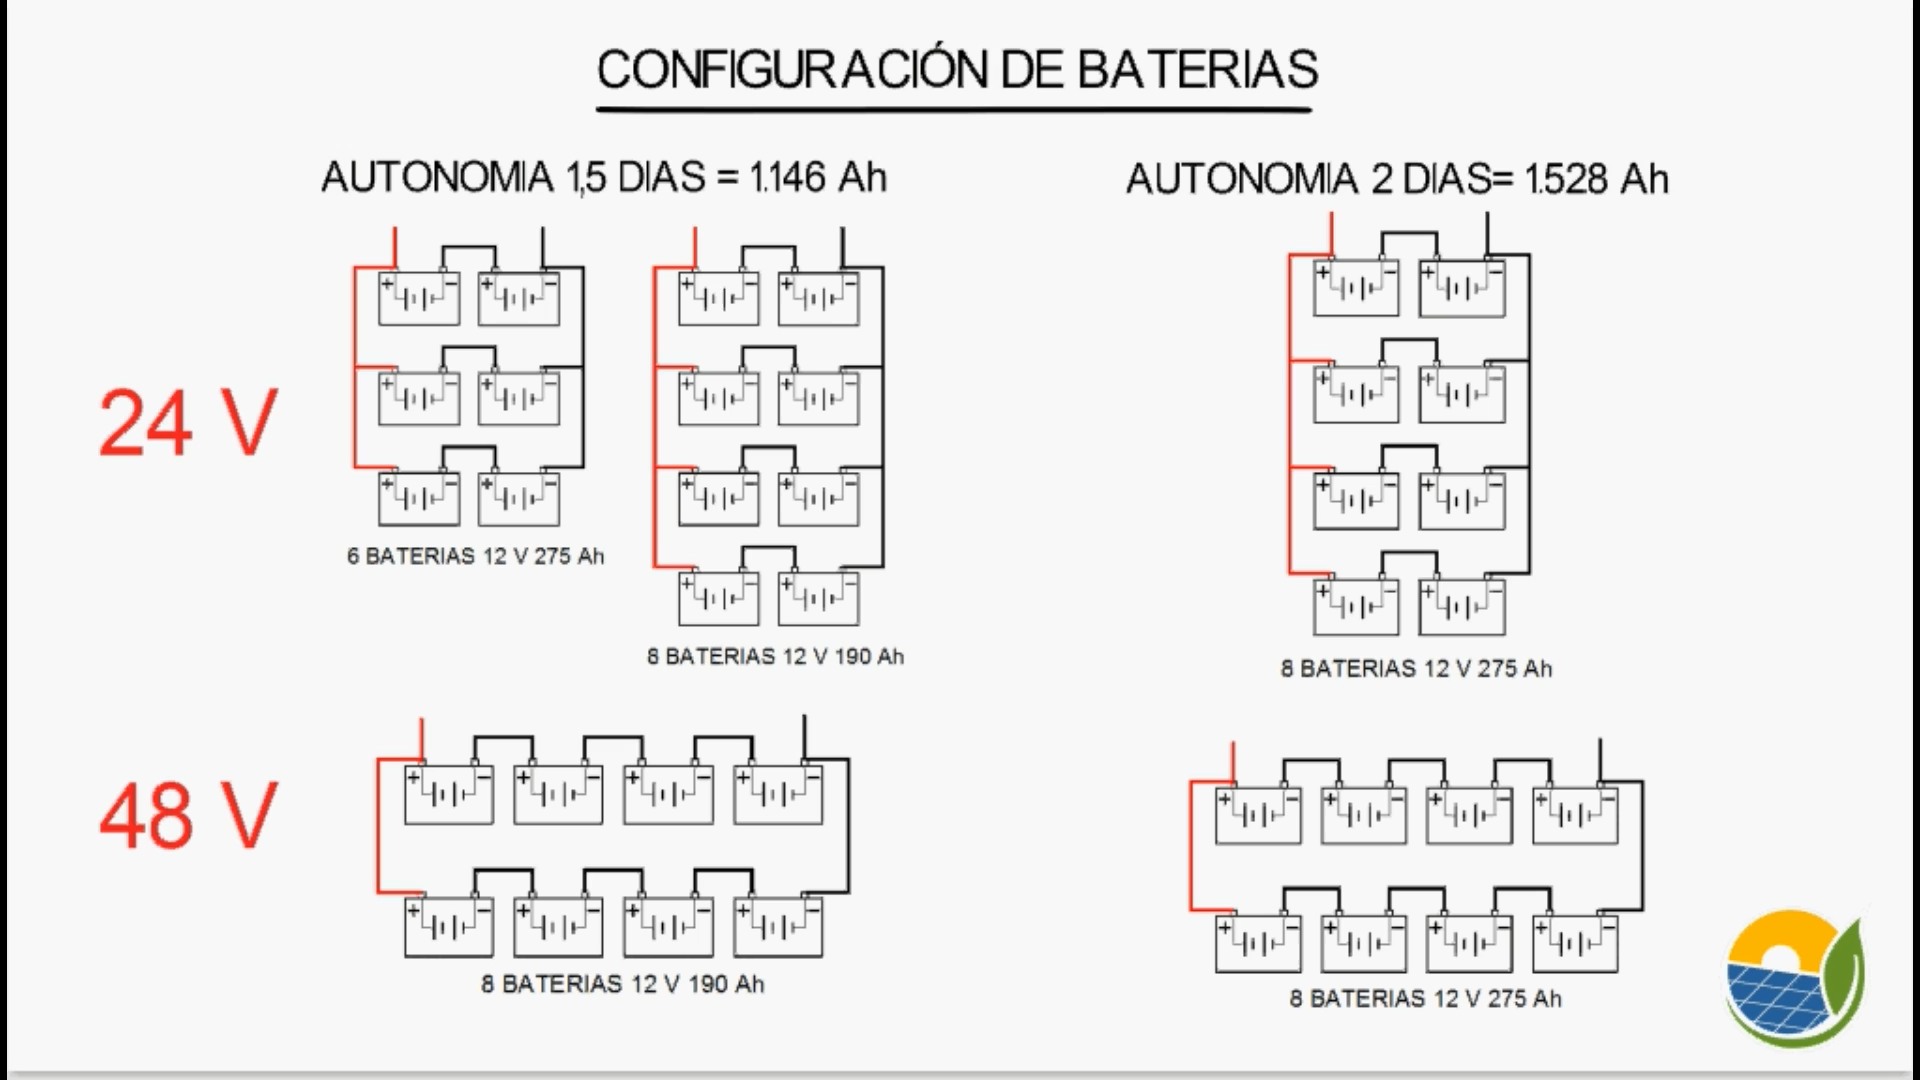 CONFIGURACIÓN DE BATERIAS
AUTONOMIA 1,5 DIAS = 1.146 Ah
AUTONOMIA 2 DIAS= 1.528 Ah
24 V
6 BATERIAS 12 V 275 Ah
8 BATERIAS 12 V 190 Ah
8 BATERIAS 12 V 275 Ah
48 V
8 BATERIAS 12 V 190 Ah
8 BATERIAS 12 V 275 Ah